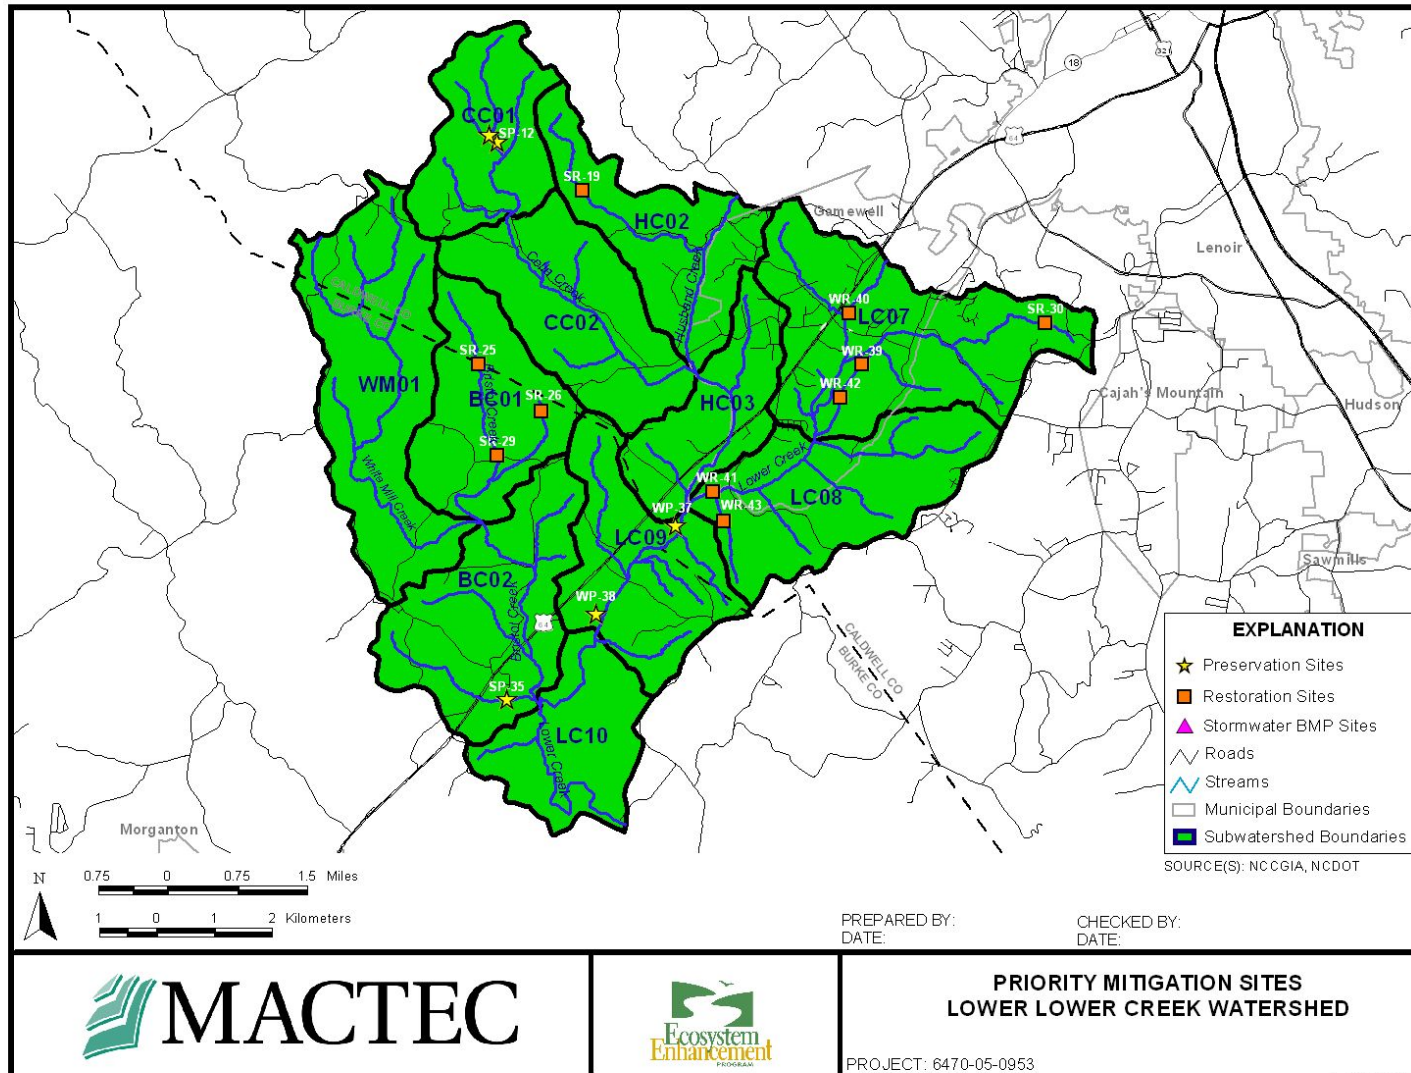 321
18
64
CC01
SP-12
SR-19
HC02
Gamewell
Lenoir
Celia Creek
Husband Creek
CALDWELL CO
WR-40
LC07
SR-30
CC02
SR-25
WR-39
WM01
BC01
SR-26
WR-42
HC03
Cajah's Mountain
Hudson
SR-29
White Mill Creek
Lower Creek
WR-41
LC08
WP-37
WR-43
LC09
Sawmills
BC02
Bristol Creek
WP-38
64
CALDWELL CO
BURKE CO
SP-35
LC10
Lower Creek
Morganton
EXPLANATION
Preservation Sites
Restoration Sites
Stormwater BMP Sites
Roads
Streams
Municipal Boundaries
Subwatershed Boundaries
SOURCE(S): NCCGIA, NCDOT
N
0.75 0 0.75 1.5 Miles
1 0 1 2 Kilometers
PREPARED BY:
DATE:
CHECKED BY:
DATE:
MACTEC
Ecosystem
Enhancement
PROGRAM
PRIORITY MITIGATION SITES
LOWER LOWER CREEK WATERSHED
PROJECT: 6470-05-0953